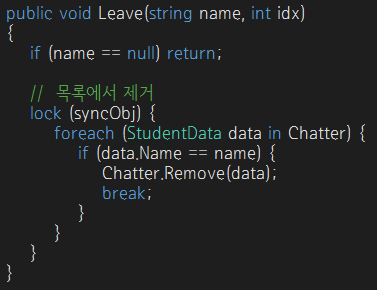 public void Leave(string name, int idx)
{
    if (name == null) return;
    //  목록에서 제거
    lock (syncObj) {
        foreach (StudentData data in Chatter) {
            if (data.Name == name) {
                Chatter.Remove(data);
                break;
            }
        }
    }
}